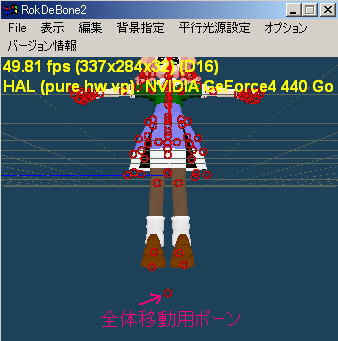 RokDeBone2
File 表示 編集 背景指定 平行光源設定 オプション
バージョン情報
49.81 fps (337x284x32) (D16)
HAL (pure hw vp): NVIDIA GeForce4 440 Go
全体移動用ボーン